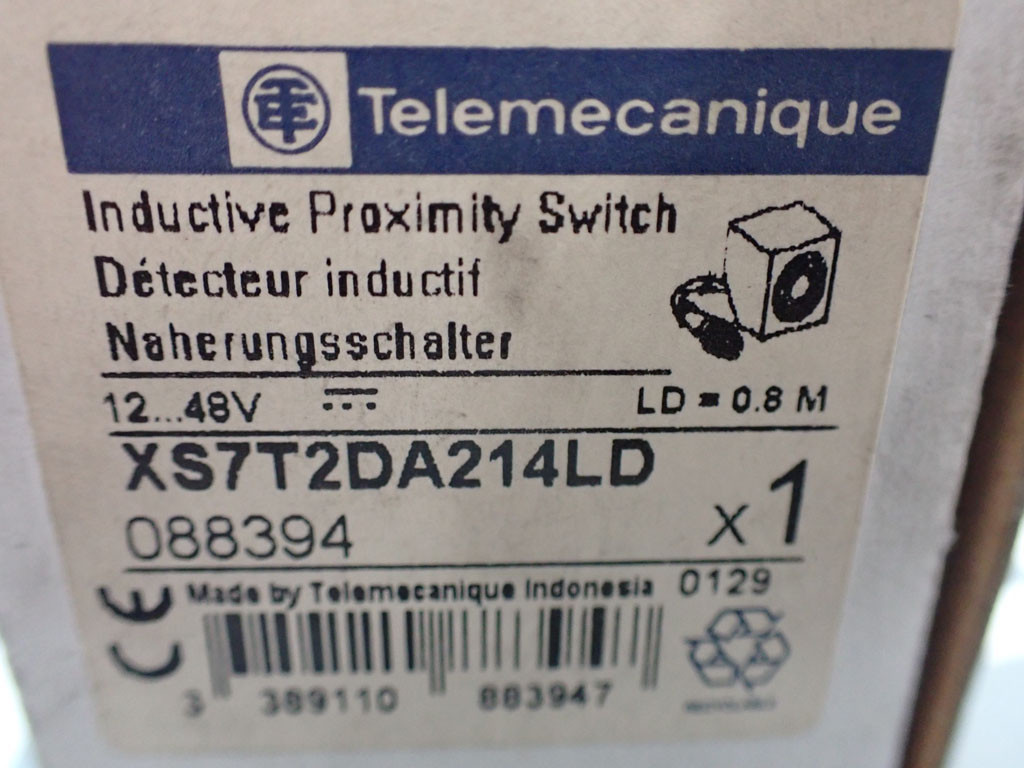 Telemecanique
Inductive Proximity Switch
Détecteur inductif
Naherungsschalter
12...48V LD = 0.8 M
XS7T2DA214LD
088394 x 1
Made by Telemecanique Indonesia 0129
CE
3 389110 883947